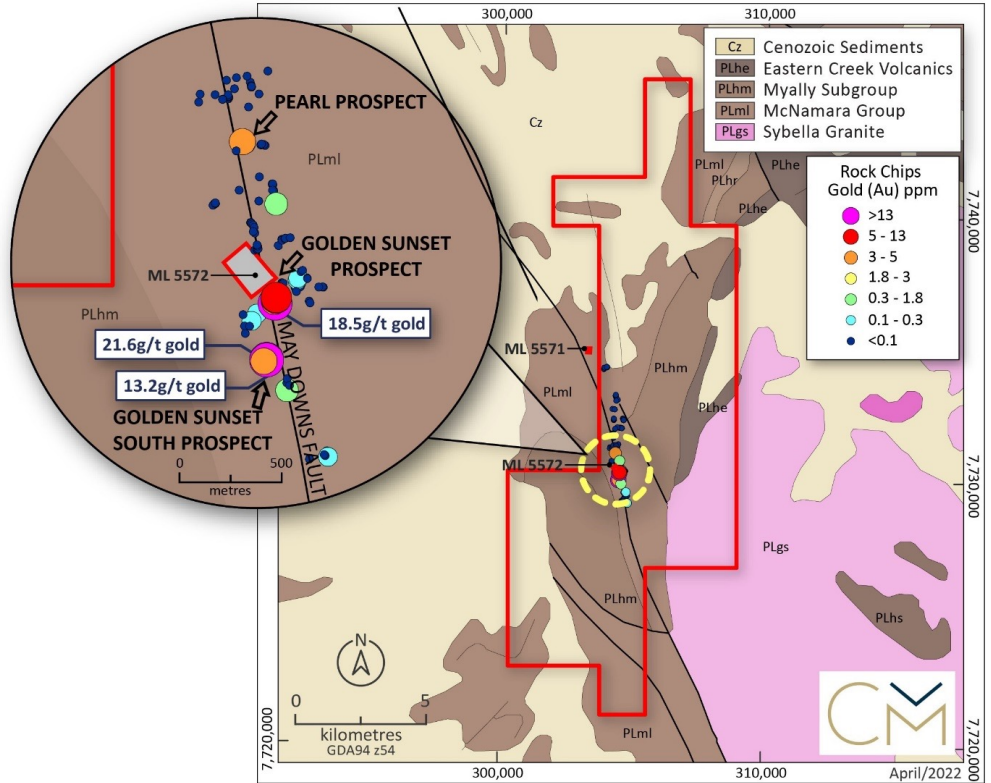 300,000
310,000
Cz Cenozoic Sediments
PLhe Eastern Creek Volcanics
PLhm Myally Subgroup
PLml McNamara Group
PLgs Sybella Granite
Rock Chips
Gold (Au) ppm
>13
5 - 13
3 - 5
1.8 - 3
0.3 - 1.8
0.1 - 0.3
<0.1
PEARL PROSPECT
PLml
GOLDEN SUNSET
PROSPECT
ML 5572
PLhm
18.5g/t gold
21.6g/t gold
13.2g/t gold
GOLDEN SUNSET
SOUTH PROSPECT
MAY DOWNS FAULT
0 500
metres
Cz
PLml
PLhr
PLhe
PLhe
7,740,000
ML 5571
PLml
PLhm
PLhe
ML 5572
7,730,000
PLgs
PLhm
PLhs
N
0 5
kilometres
GDA94 z54
PLml
CMM
7,720,000
7,720,000
300,000
310,000
April/2022